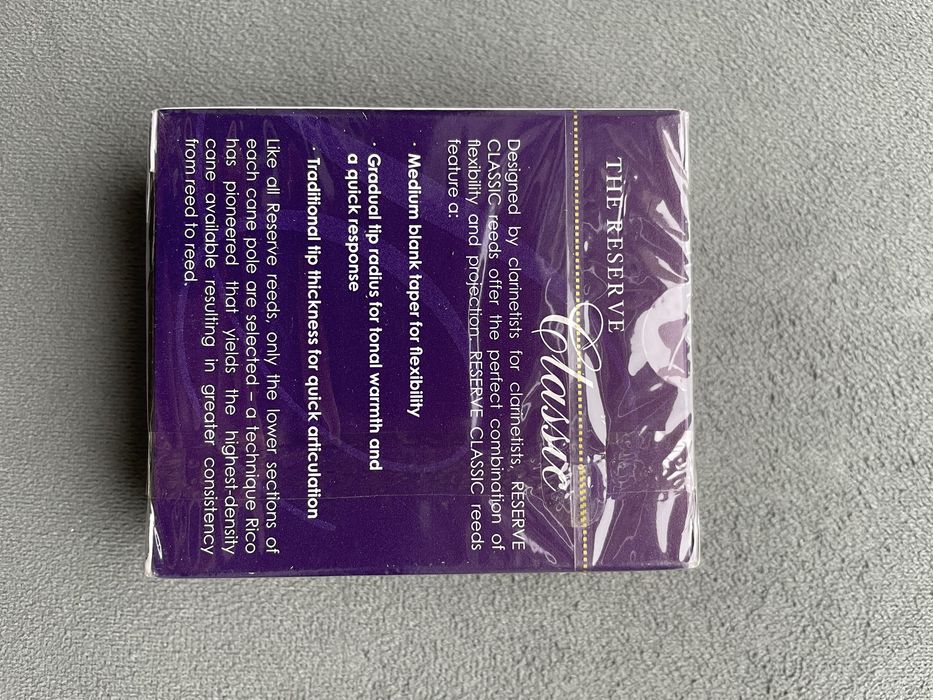 THE RESERVE
Classic
Designed by clarinetists for clarinetists, RESERVE
CLASSIC reeds offer the perfect combination of
flexibility and projection. RESERVE CLASSIC reeds
feature a:
· Medium blank taper for flexibility
· Gradual tip radius for tonal warmth and
a quick response
· Traditional tip thickness for quick articulation
Like all Reserve reeds, only the lower sections of
each cane pole are selected – a technique Rico
has pioneered that yields the highest-density
cane available resulting in greater consistency
from reed to reed.